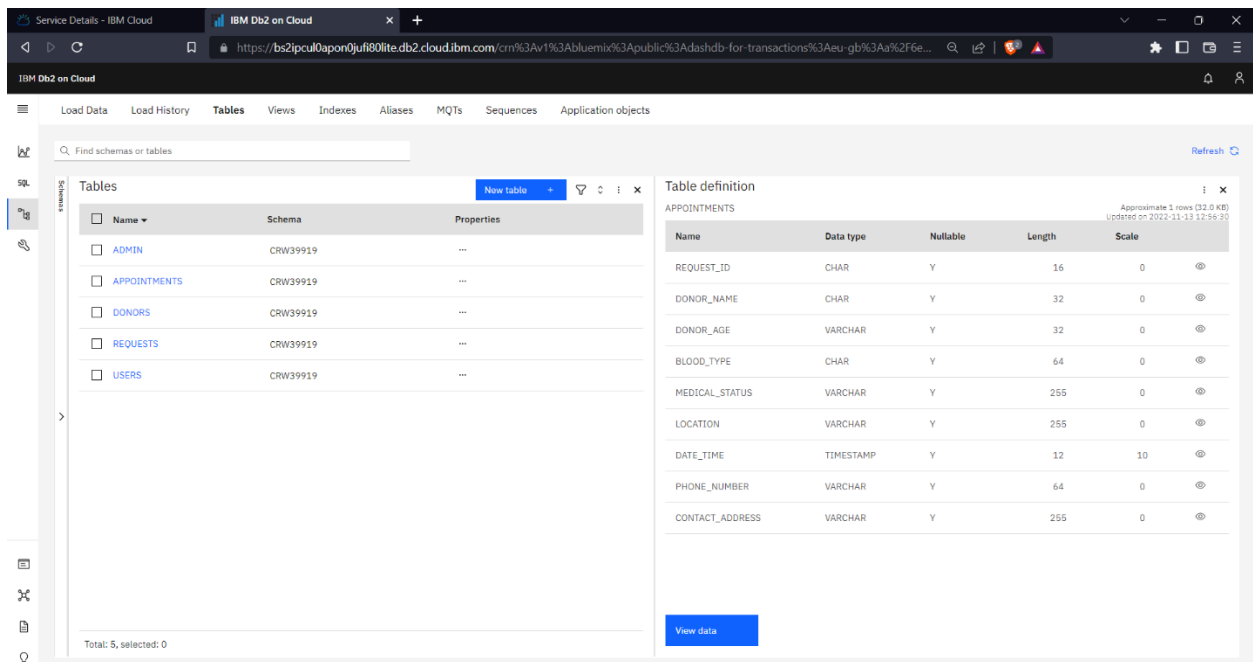 Service Details - IBM Cloud
IBM Db2 on Cloud
https://bs2ipcul0apon0jufi80lite.db2.cloud.ibm.com/crn%3Av1%3Abluemix%3Apublic%3Adashdb-for-transactions%3Aeu-gb%3Aa%2F6e...
IBM Db2 on Cloud
Load Data Load History Tables Views Indexes Aliases MQTs Sequences Application objects
Find schemas or tables
Refresh
SQL
Schemas
Tables
New table +
Name Schema Properties
ADMIN CRW39919 ...
APPOINTMENTS CRW39919 ...
DONORS CRW39919 ...
REQUESTS CRW39919 ...
USERS CRW39919 ...
Total: 5, selected: 0
Table definition
APPOINTMENTS
Approximate 1 rows (32.0 KB)
Updated on 2022-11-13 12:56:30
Name Data type Nullable Length Scale
REQUEST_ID CHAR Y 16 0
DONOR_NAME CHAR Y 32 0
DONOR_AGE VARCHAR Y 32 0
BLOOD_TYPE CHAR Y 64 0
MEDICAL_STATUS VARCHAR Y 255 0
LOCATION VARCHAR Y 255 0
DATE_TIME TIMESTAMP Y 12 10
PHONE_NUMBER VARCHAR Y 64 0
CONTACT_ADDRESS VARCHAR Y 255 0
View data